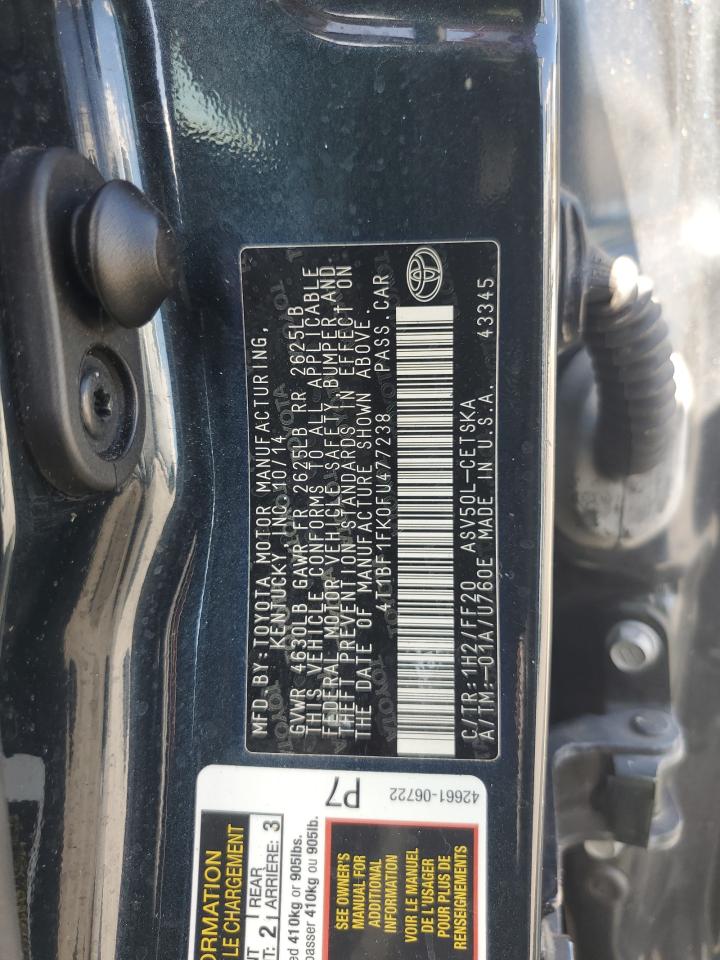 MFD BY: TOYOTA MOTOR MANUFACTURING,
KENTUCKY, INC 10/14
GVWR 4630LB GAWR FR 2625LB RR 2625LB
THIS VEHICLE CONFORMS TO ALL APPLICABLE
FEDERAL MOTOR VEHICLE SAFETY, BUMPER, AND
THEFT PREVENTION STANDARDS IN EFFECT ON
THE DATE OF MANUFACTURE SHOWN ABOVE.
4T1BF1FK0FU477238 PASS. CAR
C/TR: 1H2/FF20 ASV50L-CETSKA
A/TM:-01A/U760E MADE IN U.S.A. 43345
P7
42661-06722
LE CHARGEMENT
2
REAR
ARRIÈRE: 3
410kg or 905lbs.
410kg ou 905lb.
SEE OWNER'S
MANUAL FOR
ADDITIONAL
INFORMATION
VOIR LE MANUEL
DE L'USAGER
POUR PLUS DE
RENSEIGNEMENTS